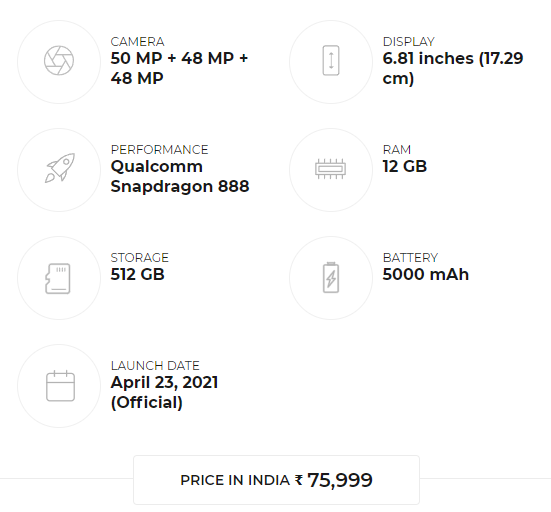 CAMERA
50 MP + 48 MP +
48 MP
DISPLAY
6.81 inches (17.29
cm)
PERFORMANCE
Qualcomm
Snapdragon 888
RAM
12 GB
STORAGE
512 GB
BATTERY
5000 mAh
LAUNCH DATE
April 23, 2021
(Official)
PRICE IN INDIA ₹ 75,999